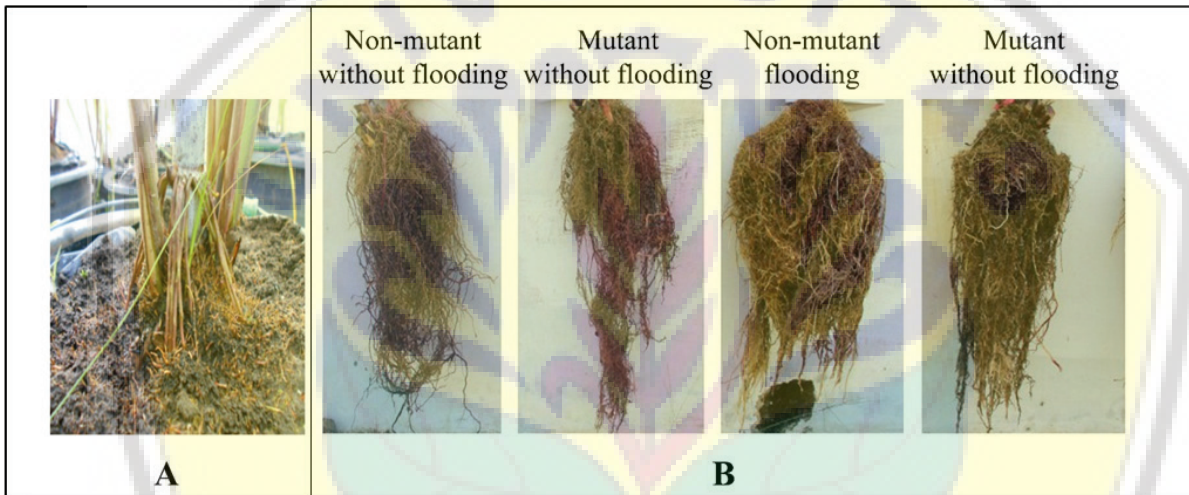 Non-mutant
without flooding
Mutant
without flooding
Non-mutant
flooding
Mutant
without flooding
A
B